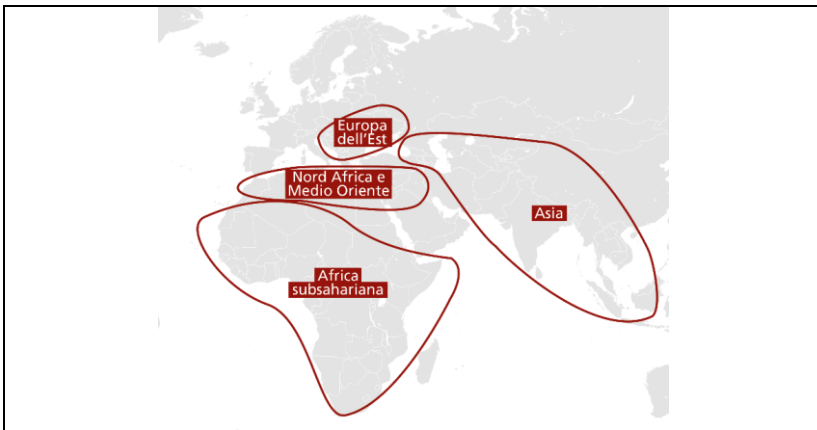 Europa
dell'Est
Nord Africa e
Medio Oriente
Asia
Africa
subsahariana